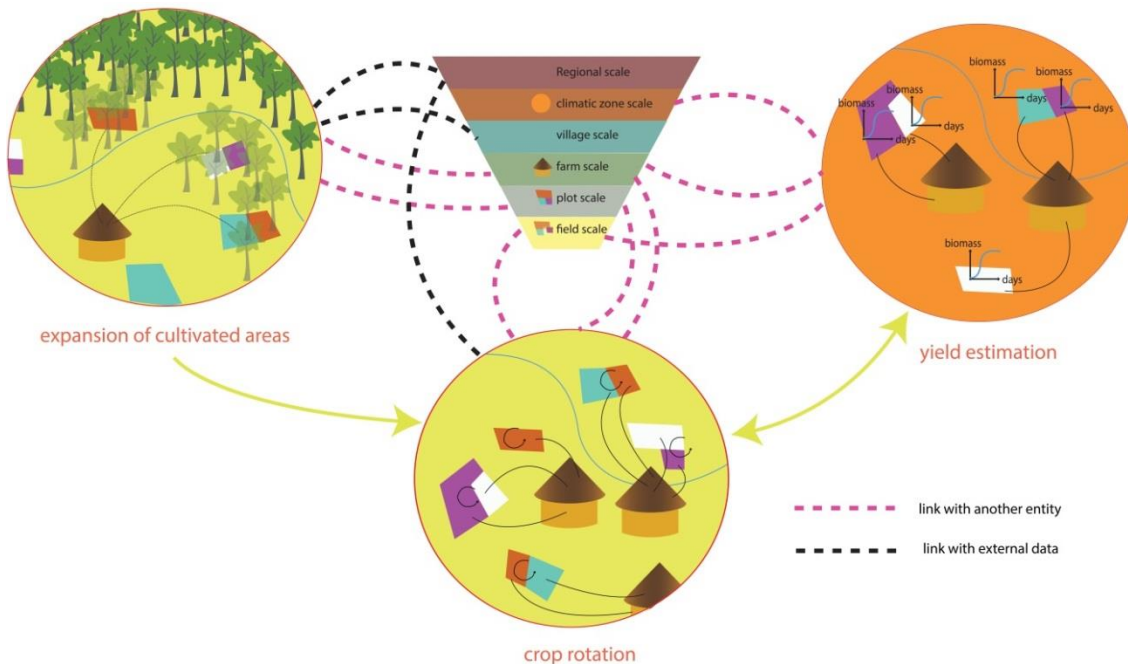 Regional scale
climatic zone scale
village scale
farm scale
plot scale
field scale
biomass
days
biomass
days
biomass
days
biomass
days
biomass
days
expansion of cultivated areas
yield estimation
crop rotation
link with another entity
link with external data